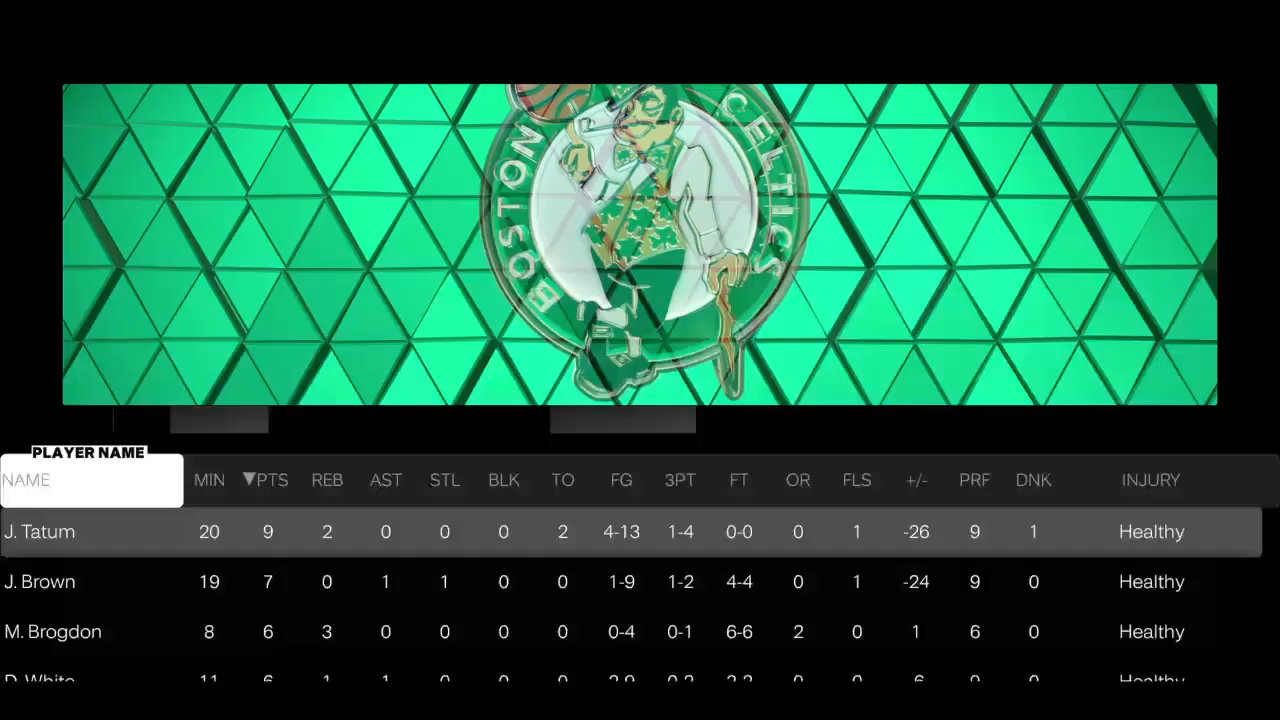 BOSTON CELTICS
PLAYER NAME
NAME MIN ▼PTS REB AST STL BLK TO FG 3PT FT OR FLS +/- PRF DNK INJURY
J. Tatum 20 9 2 0 0 0 2 4-13 1-4 0-0 0 1 -26 9 1 Healthy
J. Brown 19 7 0 1 1 0 0 1-9 1-2 4-4 0 1 -24 9 0 Healthy
M. Brogdon 8 6 3 0 0 0 0 0-4 0-1 6-6 2 0 1 6 0 Healthy
D. White 11